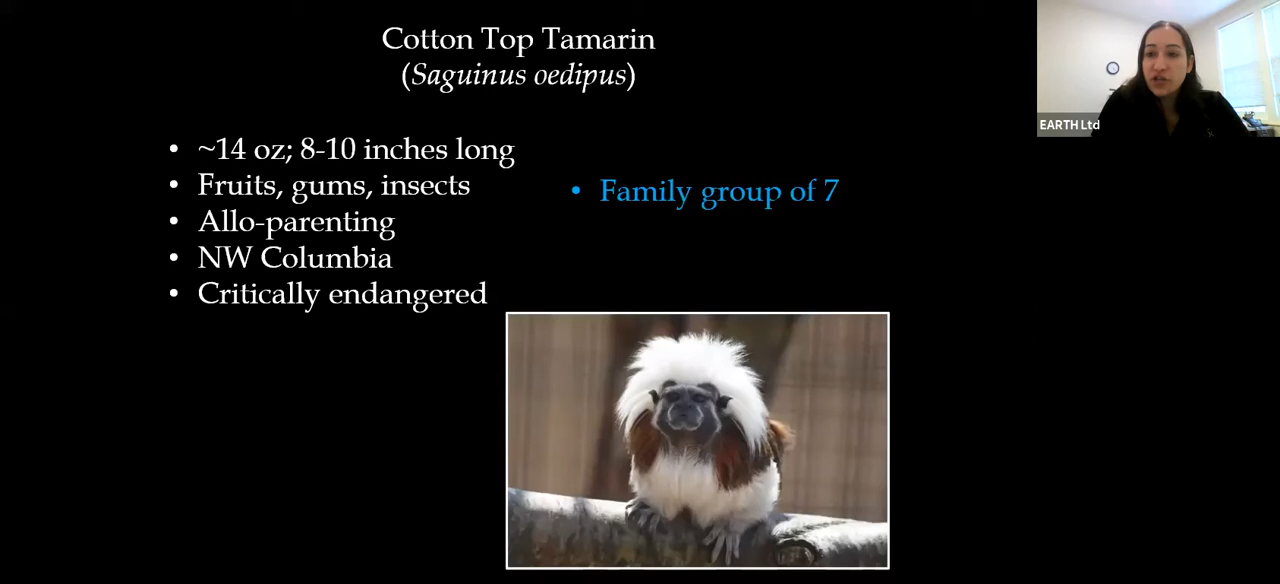 Cotton Top Tamarin
(Saguinus oedipus)
• ~14 oz; 8-10 inches long
• Fruits, gums, insects
• Allo-parenting
• NW Columbia
• Critically endangered
• Family group of 7
EARTH Ltd